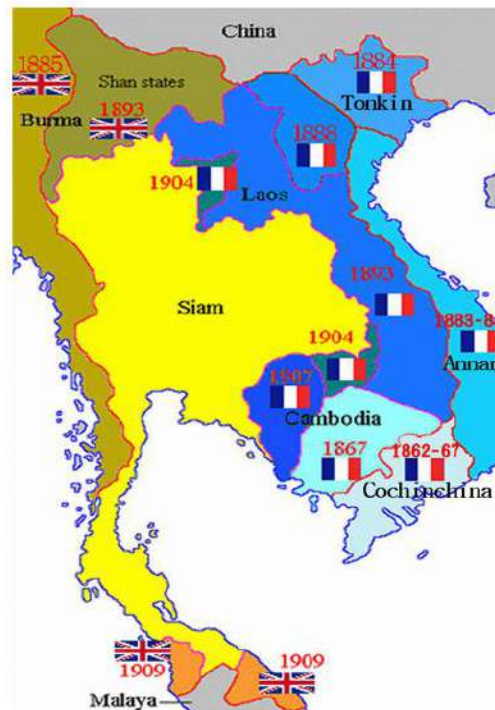 China
1885
Shan states
1884
Tonkin
Burma
1893
1888
1904
Laos
Siam
1893
1904
1883-8
Annam
1907
Cambodia
1867
1862-67
Cochinchina
1909
1909
Malaya